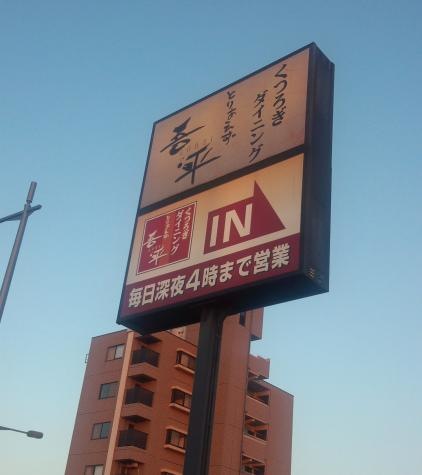 くつろぎ
ダイニング
とりあえず
吾平
くつろぎ
ダイニング
とりあえず
吾平
IN
毎日深夜4時まで営業